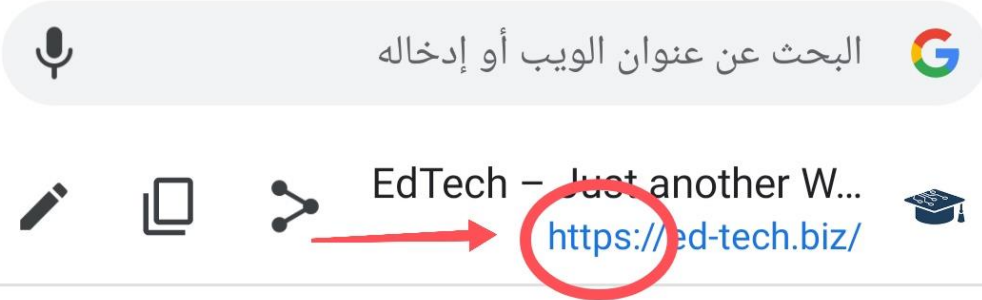 البحث عن عنوان الويب أو إدخاله
EdTech – Just another W...
https://ed-tech.biz/